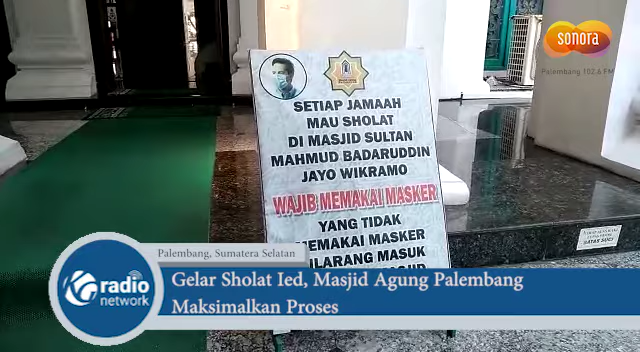 sonora
Palembang 102.6 FM
SETIAP JAMAAH
MAU SHOLAT
DI MASJID SULTAN
MAHMUD BADARUDDIN
JAYO WIKRAMO
WAJIB MEMAKAI MASKER
YANG TIDAK
MEMAKAI MASKER
DILARANG MASUK
BATAS SUCI
Palembang, Sumatera Selatan
Gelar Sholat Ied, Masjid Agung Palembang
Maksimalkan Proses
radio
network